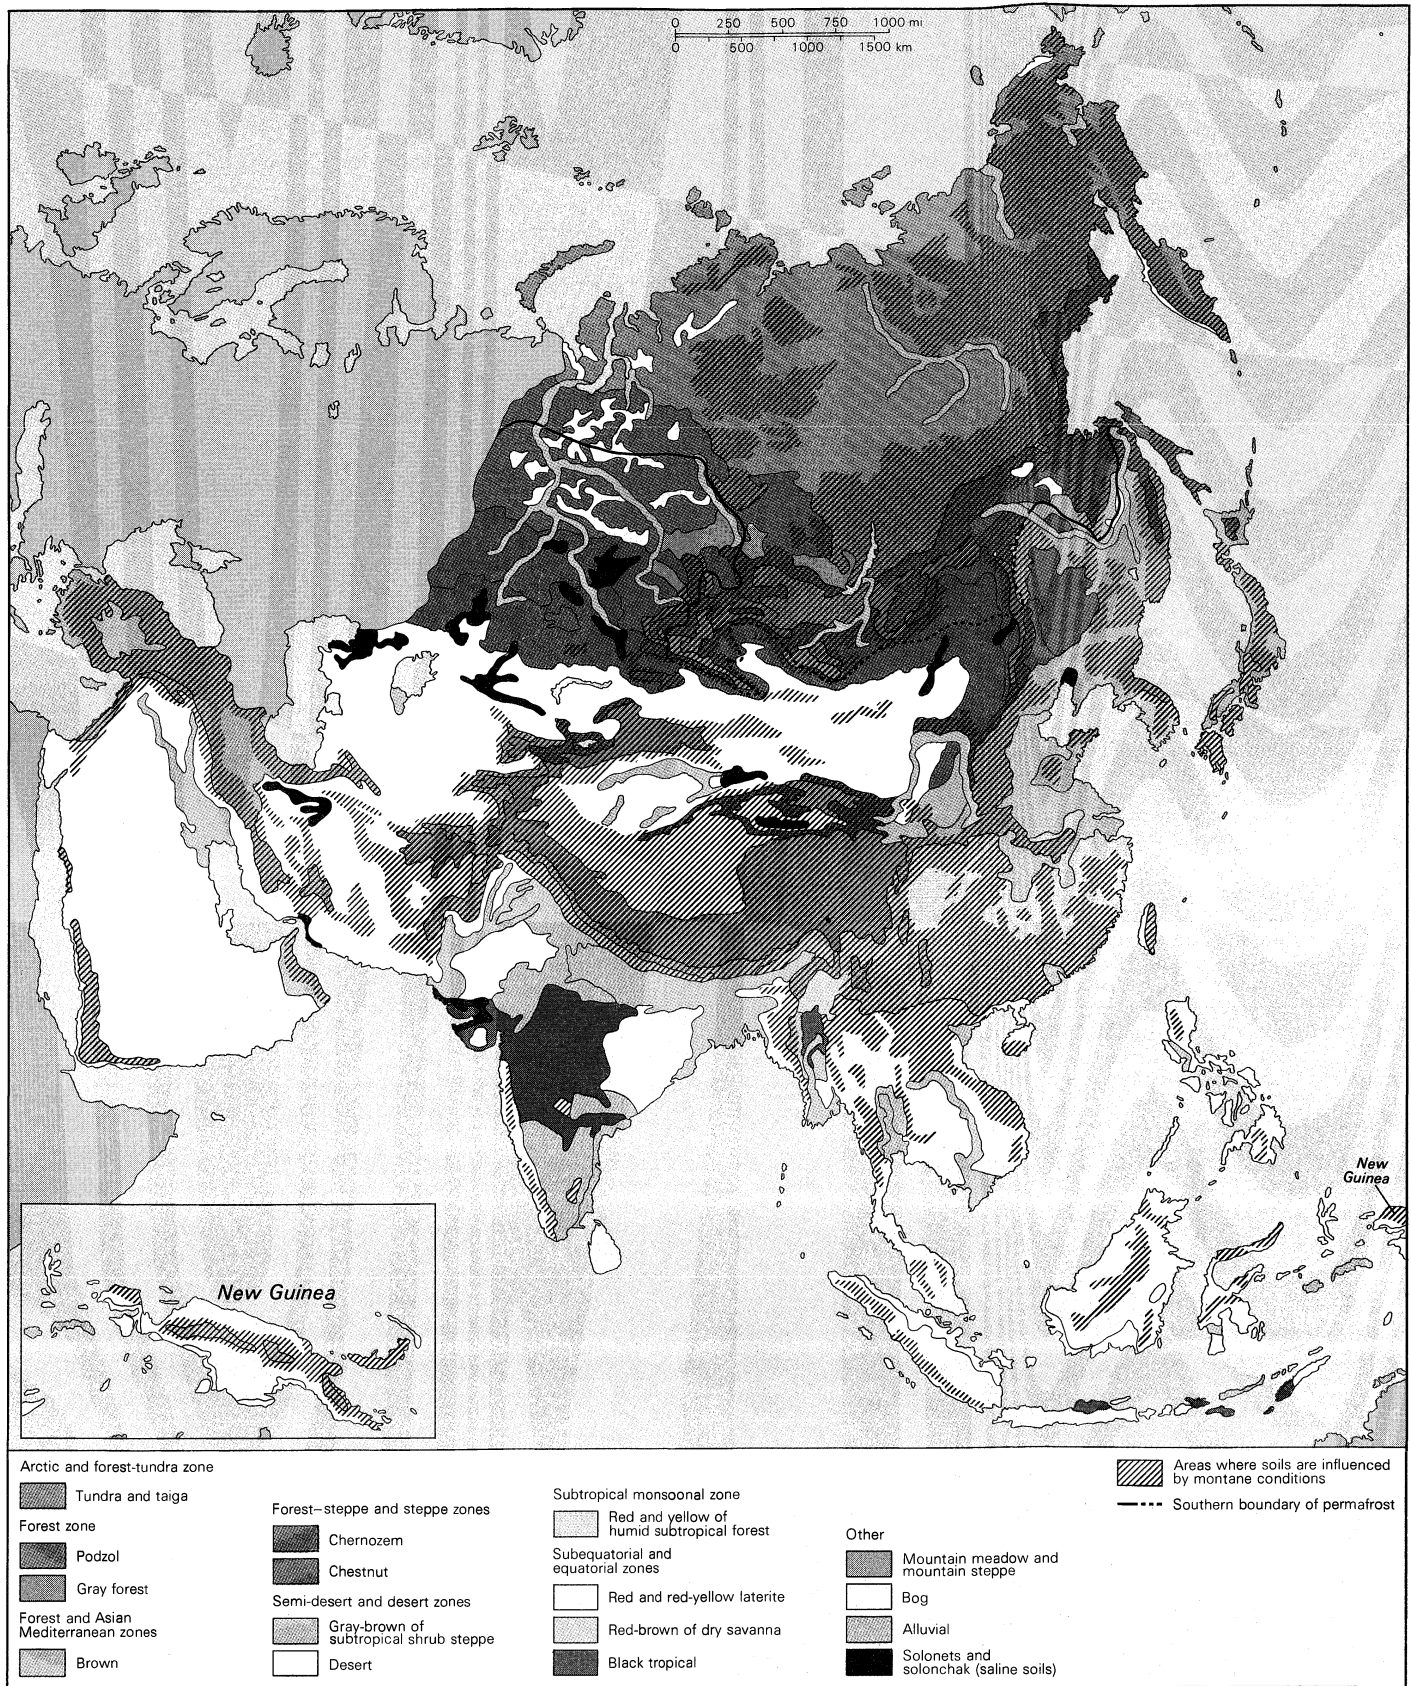 0 250 500 750 1000 mi
0 500 1000 1500 km
New
Guinea
New Guinea
Arctic and forest-tundra zone
Tundra and taiga
Forest zone
Podzol
Gray forest
Forest and Asian
Mediterranean zones
Brown
Forest–steppe and steppe zones
Chernozem
Chestnut
Semi-desert and desert zones
Gray-brown of
subtropical shrub steppe
Desert
Subtropical monsoonal zone
Red and yellow of
humid subtropical forest
Subequatorial and
equatorial zones
Red and red-yellow laterite
Red-brown of dry savanna
Black tropical
Other
Mountain meadow and
mountain steppe
Bog
Alluvial
Solonets and
solonchak (saline soils)
Areas where soils are influenced
by montane conditions
Southern boundary of permafrost